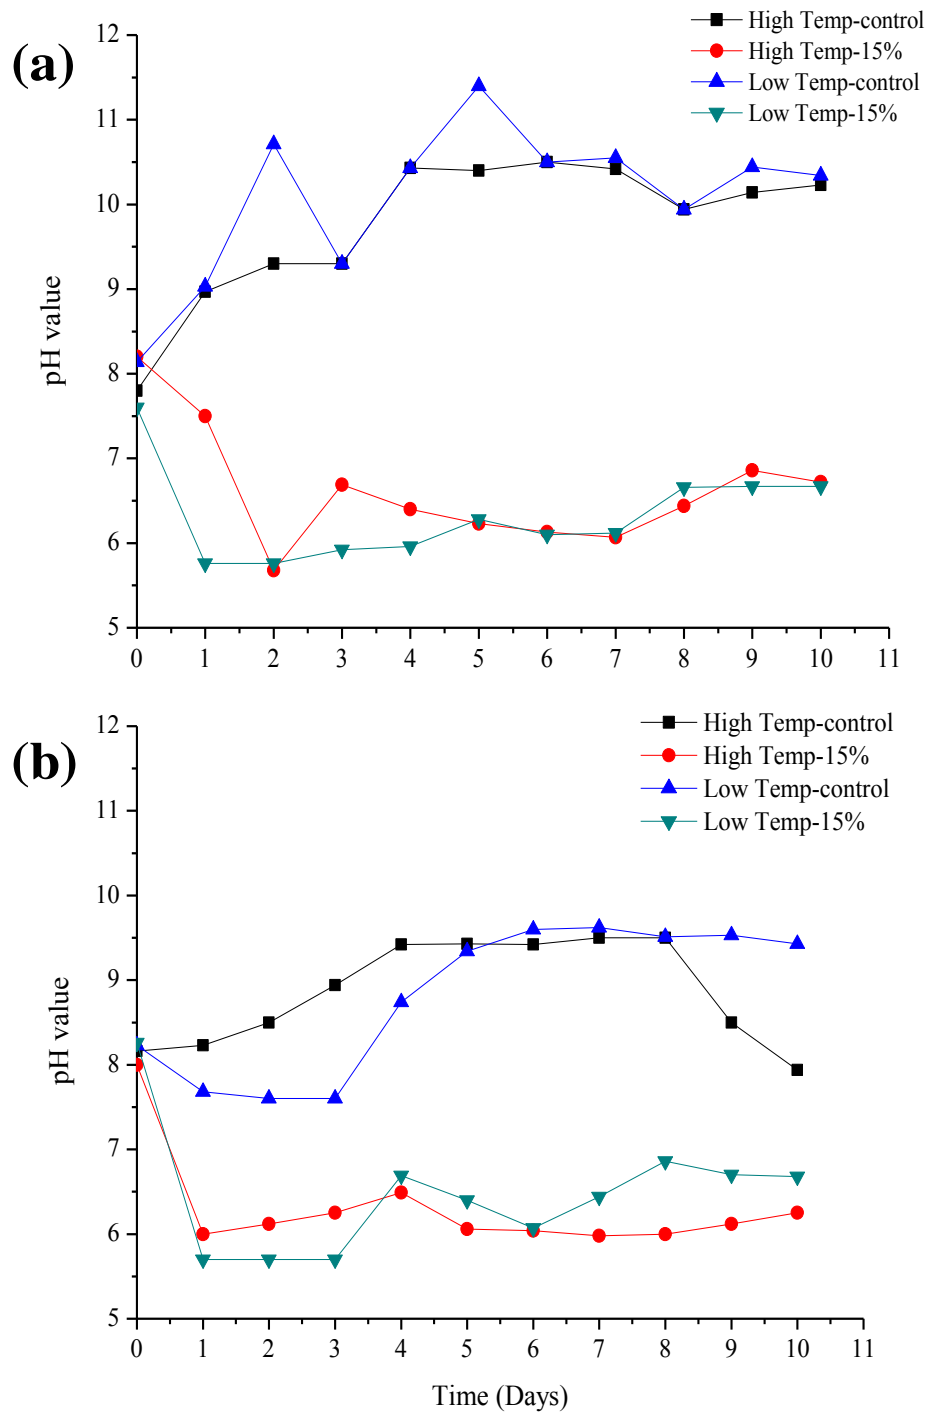 (a)
High Temp-control
High Temp-15%
Low Temp-control
Low Temp-15%
12
11
10
9
8
7
6
5
pH value
0 1 2 3 4 5 6 7 8 9 10 11
(b)
High Temp-control
High Temp-15%
Low Temp-control
Low Temp-15%
12
11
10
9
8
7
6
5
pH value
0 1 2 3 4 5 6 7 8 9 10 11
Time (Days)